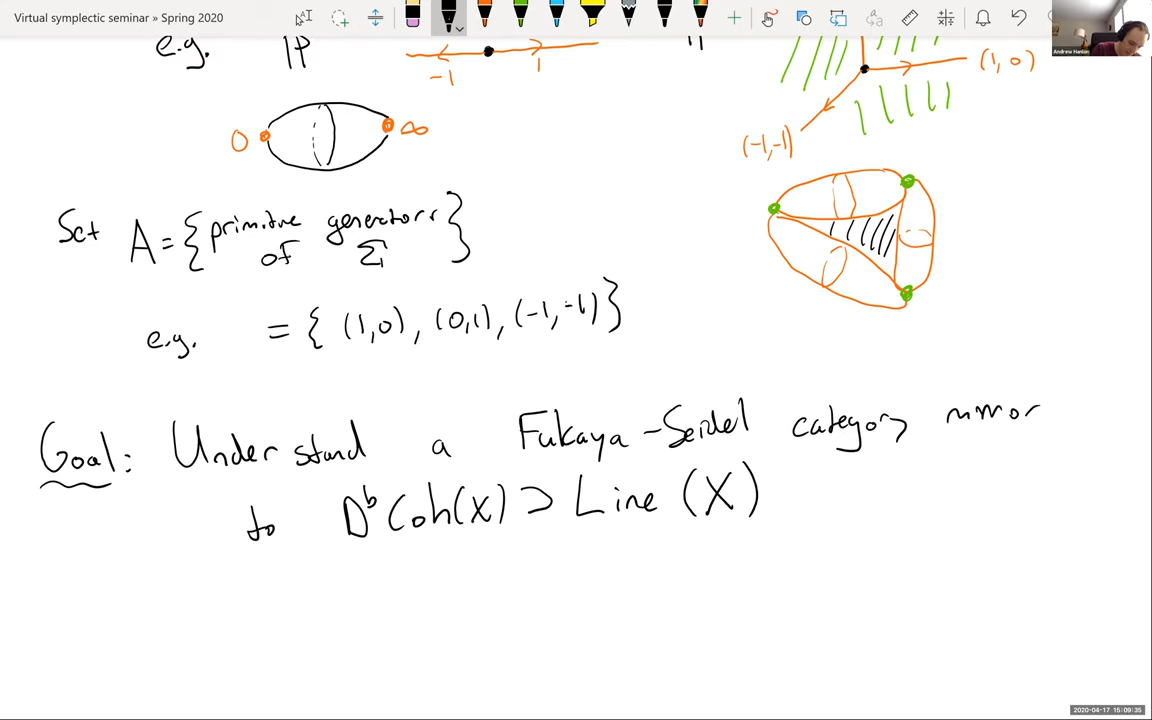 Virtual symplectic seminar » Spring 2020
Andrew Hanlon
e.g. P
-1 1
(1, 0)
(-1,-1)
0 ∞
Set A = { primitive generators
of Σ }
e.g. = { (1,0), (0,1), (-1,-1) }
Goal: Understand a Fukaya-Seidel category mirror
to D^b Coh(X) ⊃ Line (X)
2020-04-17 15:09:35